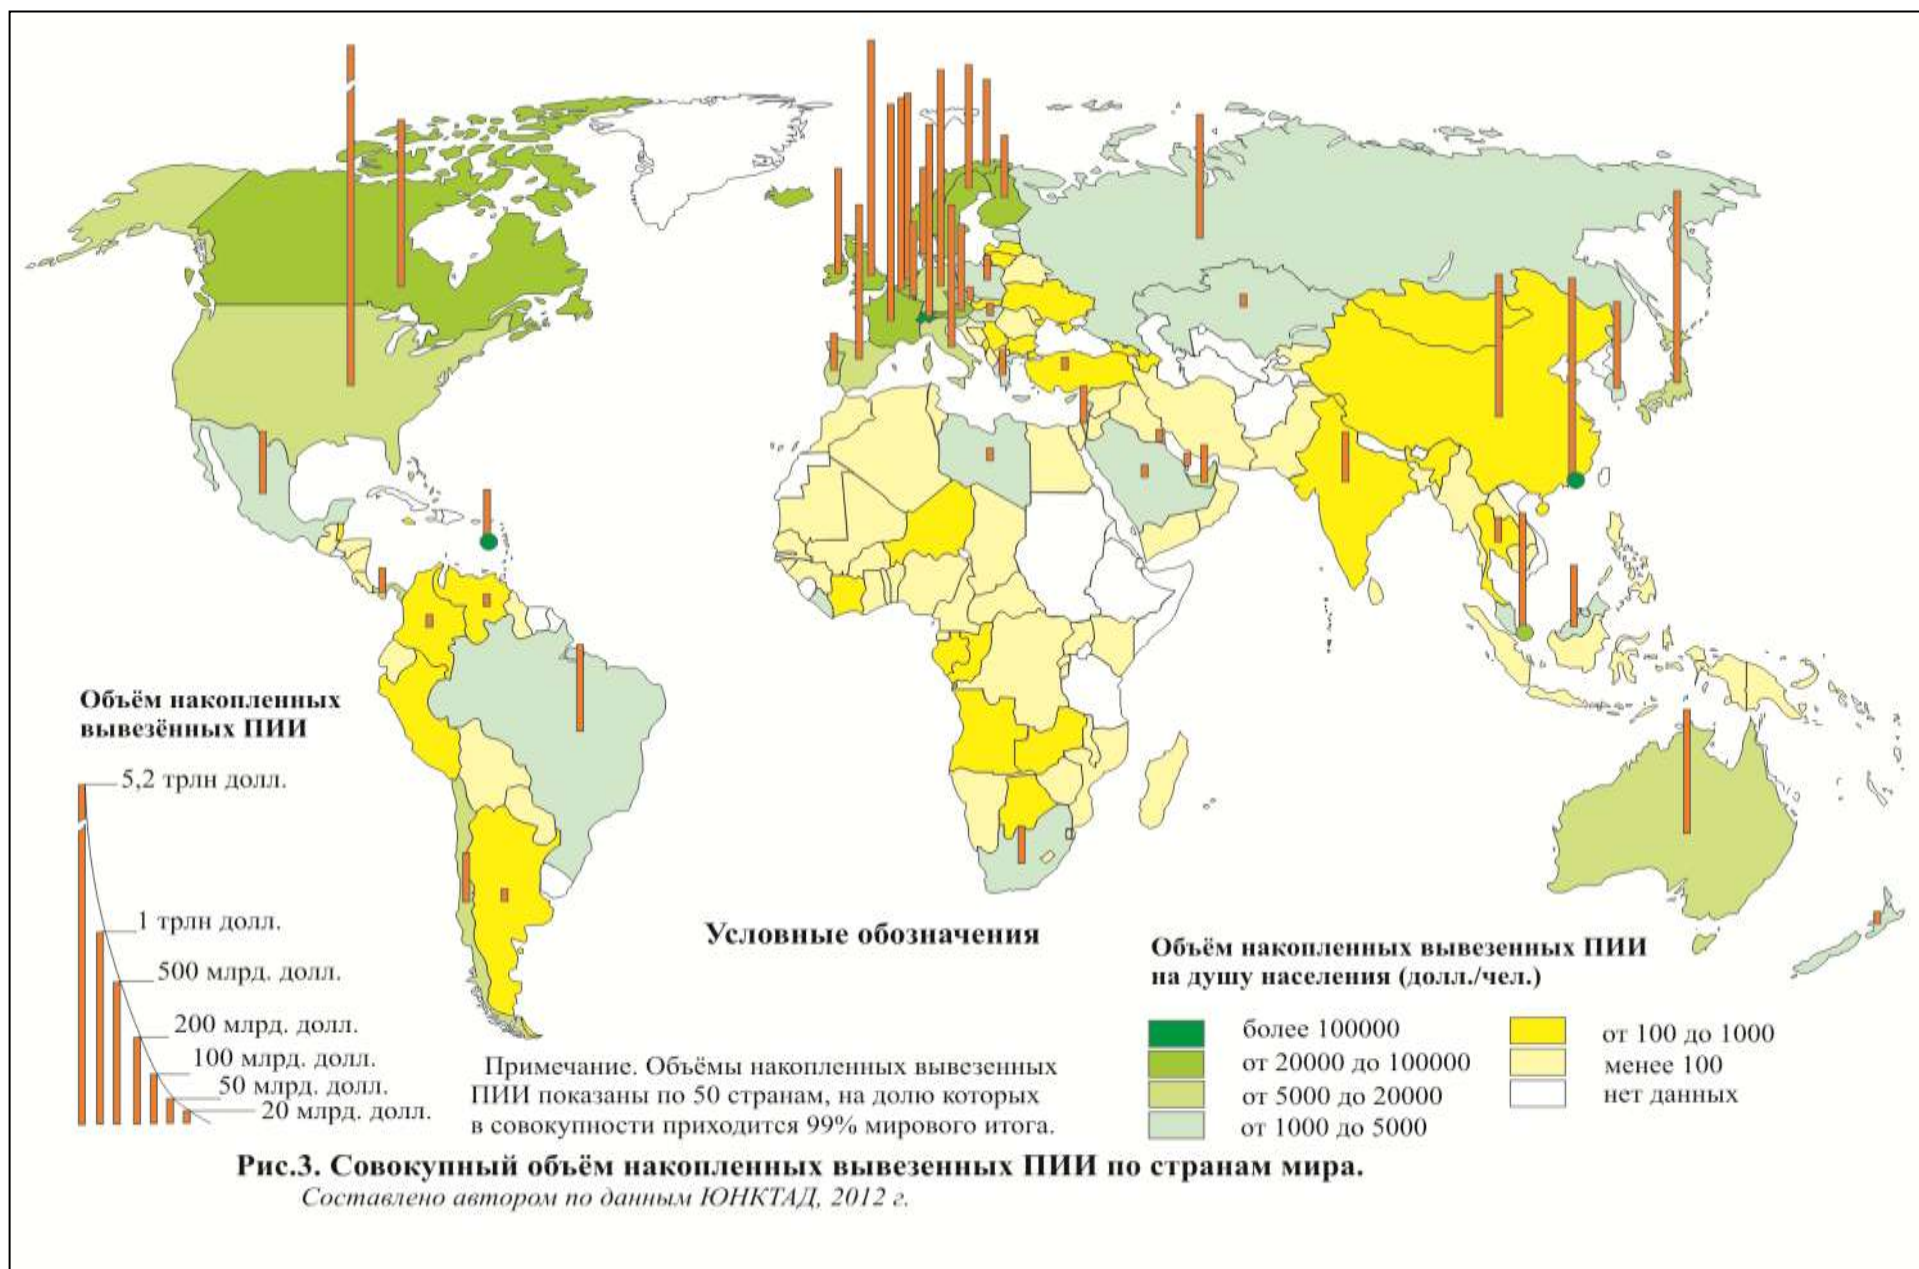 Объём накопленных
вывезённых ПИИ
5,2 трлн долл.
1 трлн долл.
500 млрд. долл.
200 млрд. долл.
100 млрд. долл.
50 млрд. долл.
20 млрд. долл.
Условные обозначения
Примечание. Объёмы накопленных вывезенных
ПИИ показаны по 50 странам, на долю которых
в совокупности приходится 99% мирового итога.
Объём накопленных вывезенных ПИИ
на душу населения (долл./чел.)
более 100000
от 20000 до 100000
от 5000 до 20000
от 1000 до 5000
от 100 до 1000
менее 100
нет данных
Рис.3. Совокупный объём накопленных вывезенных ПИИ по странам мира.
Составлено автором по данным ЮНКТАД, 2012 г.